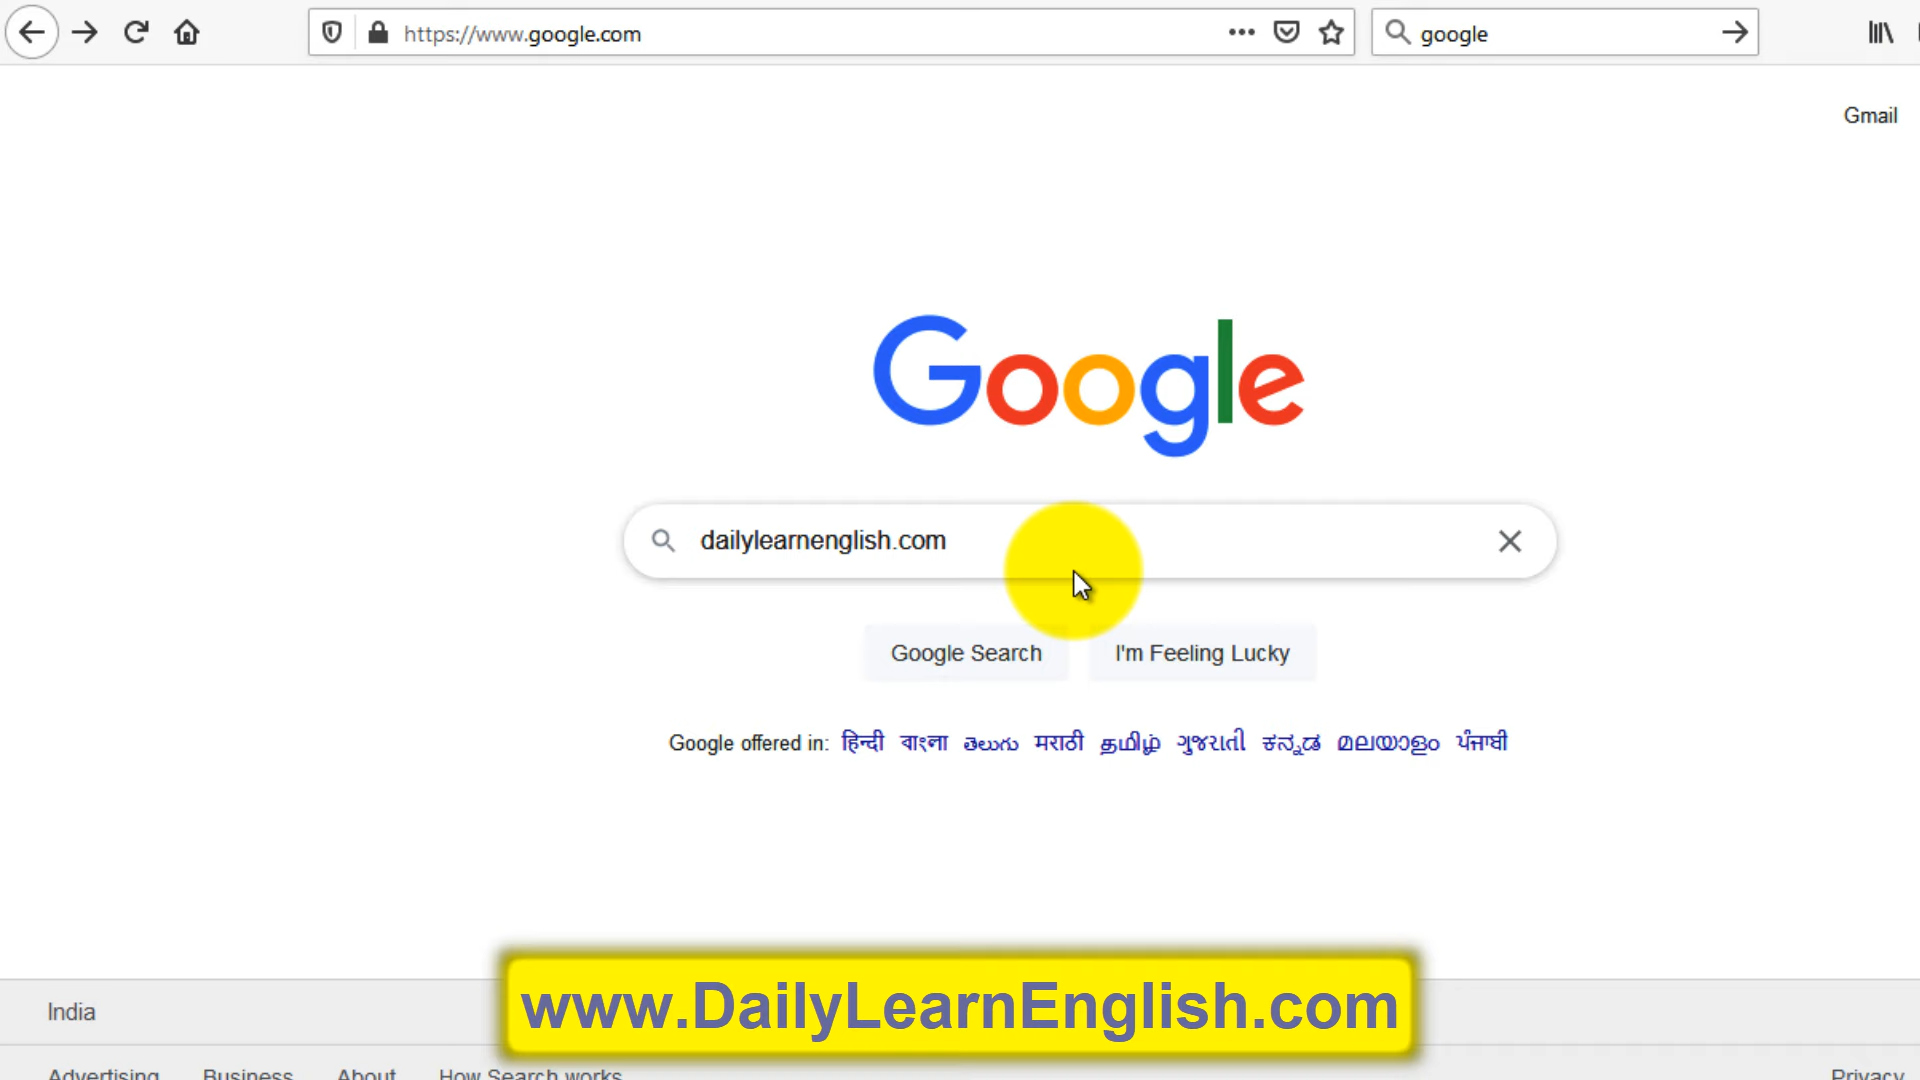 https://www.google.com
google
Gmail
Google
dailylearnenglish.com
Google Search
I'm Feeling Lucky
Google offered in: हिन्दी বাংলা తెలుగు मराठी தமிழ் ગુજરાતી ಕನ್ನಡ മലയാളം ਪੰਜਾਬੀ
www.DailyLearnEnglish.com
India
Advertising Business About How Search works Privacy